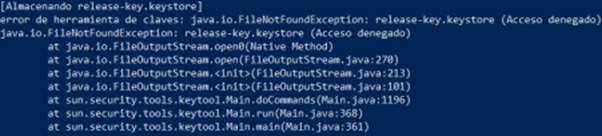 [Almacenando release-key.keystore]
error de herramienta de claves: java.io.FileNotFoundException: release-key.keystore (Acceso denegado)
java.io.FileNotFoundException: release-key.keystore (Acceso denegado)
at java.io.FileOutputStream.open0(Native Method)
at java.io.FileOutputStream.open(FileOutputStream.java:270)
at java.io.FileOutputStream.<init>(FileOutputStream.java:213)
at java.io.FileOutputStream.<init>(FileOutputStream.java:101)
at sun.security.tools.keytool.Main.doCommands(Main.java:1196)
at sun.security.tools.keytool.Main.run(Main.java:368)
at sun.security.tools.keytool.Main.main(Main.java:361)